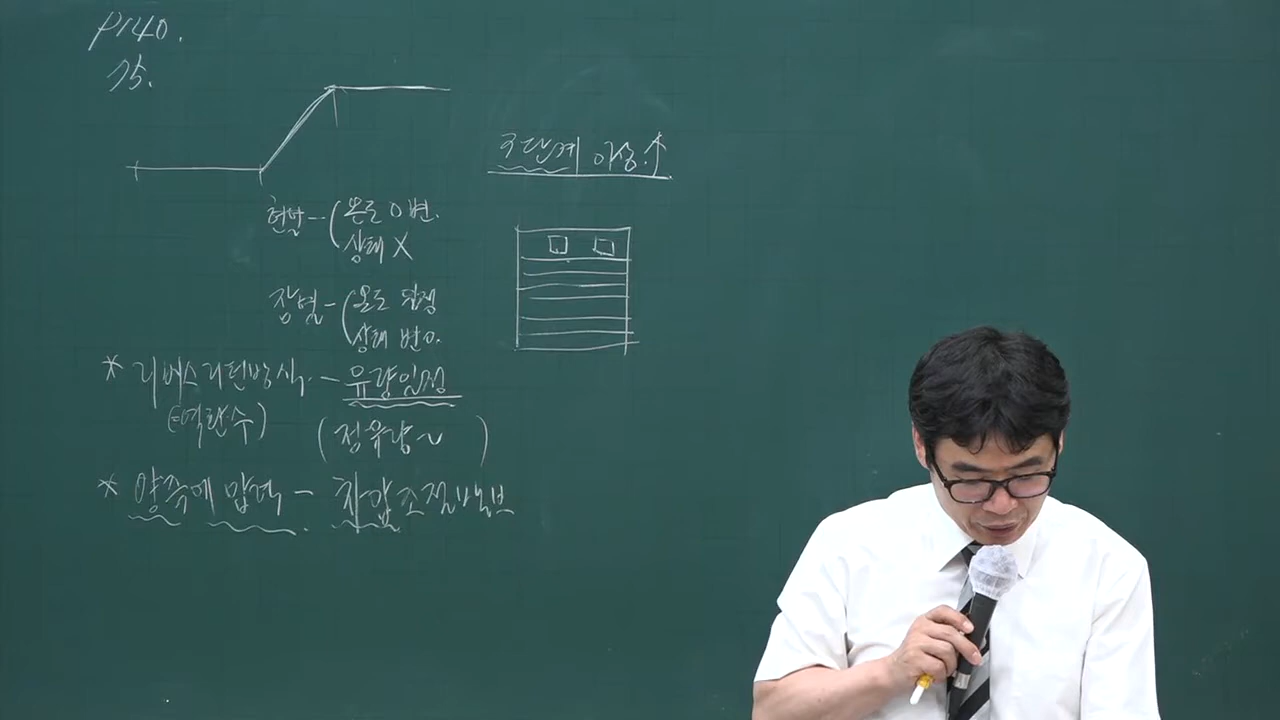 P140.
75.
3단계 이상↑
현열-(온도 변.
상태 X
잠열-(온도 일정
상태 변.
* 리버스리턴방식 - 유량일정
(=역환수) (정유량~)
* 양쪽에 압력 - 차압조절밸브